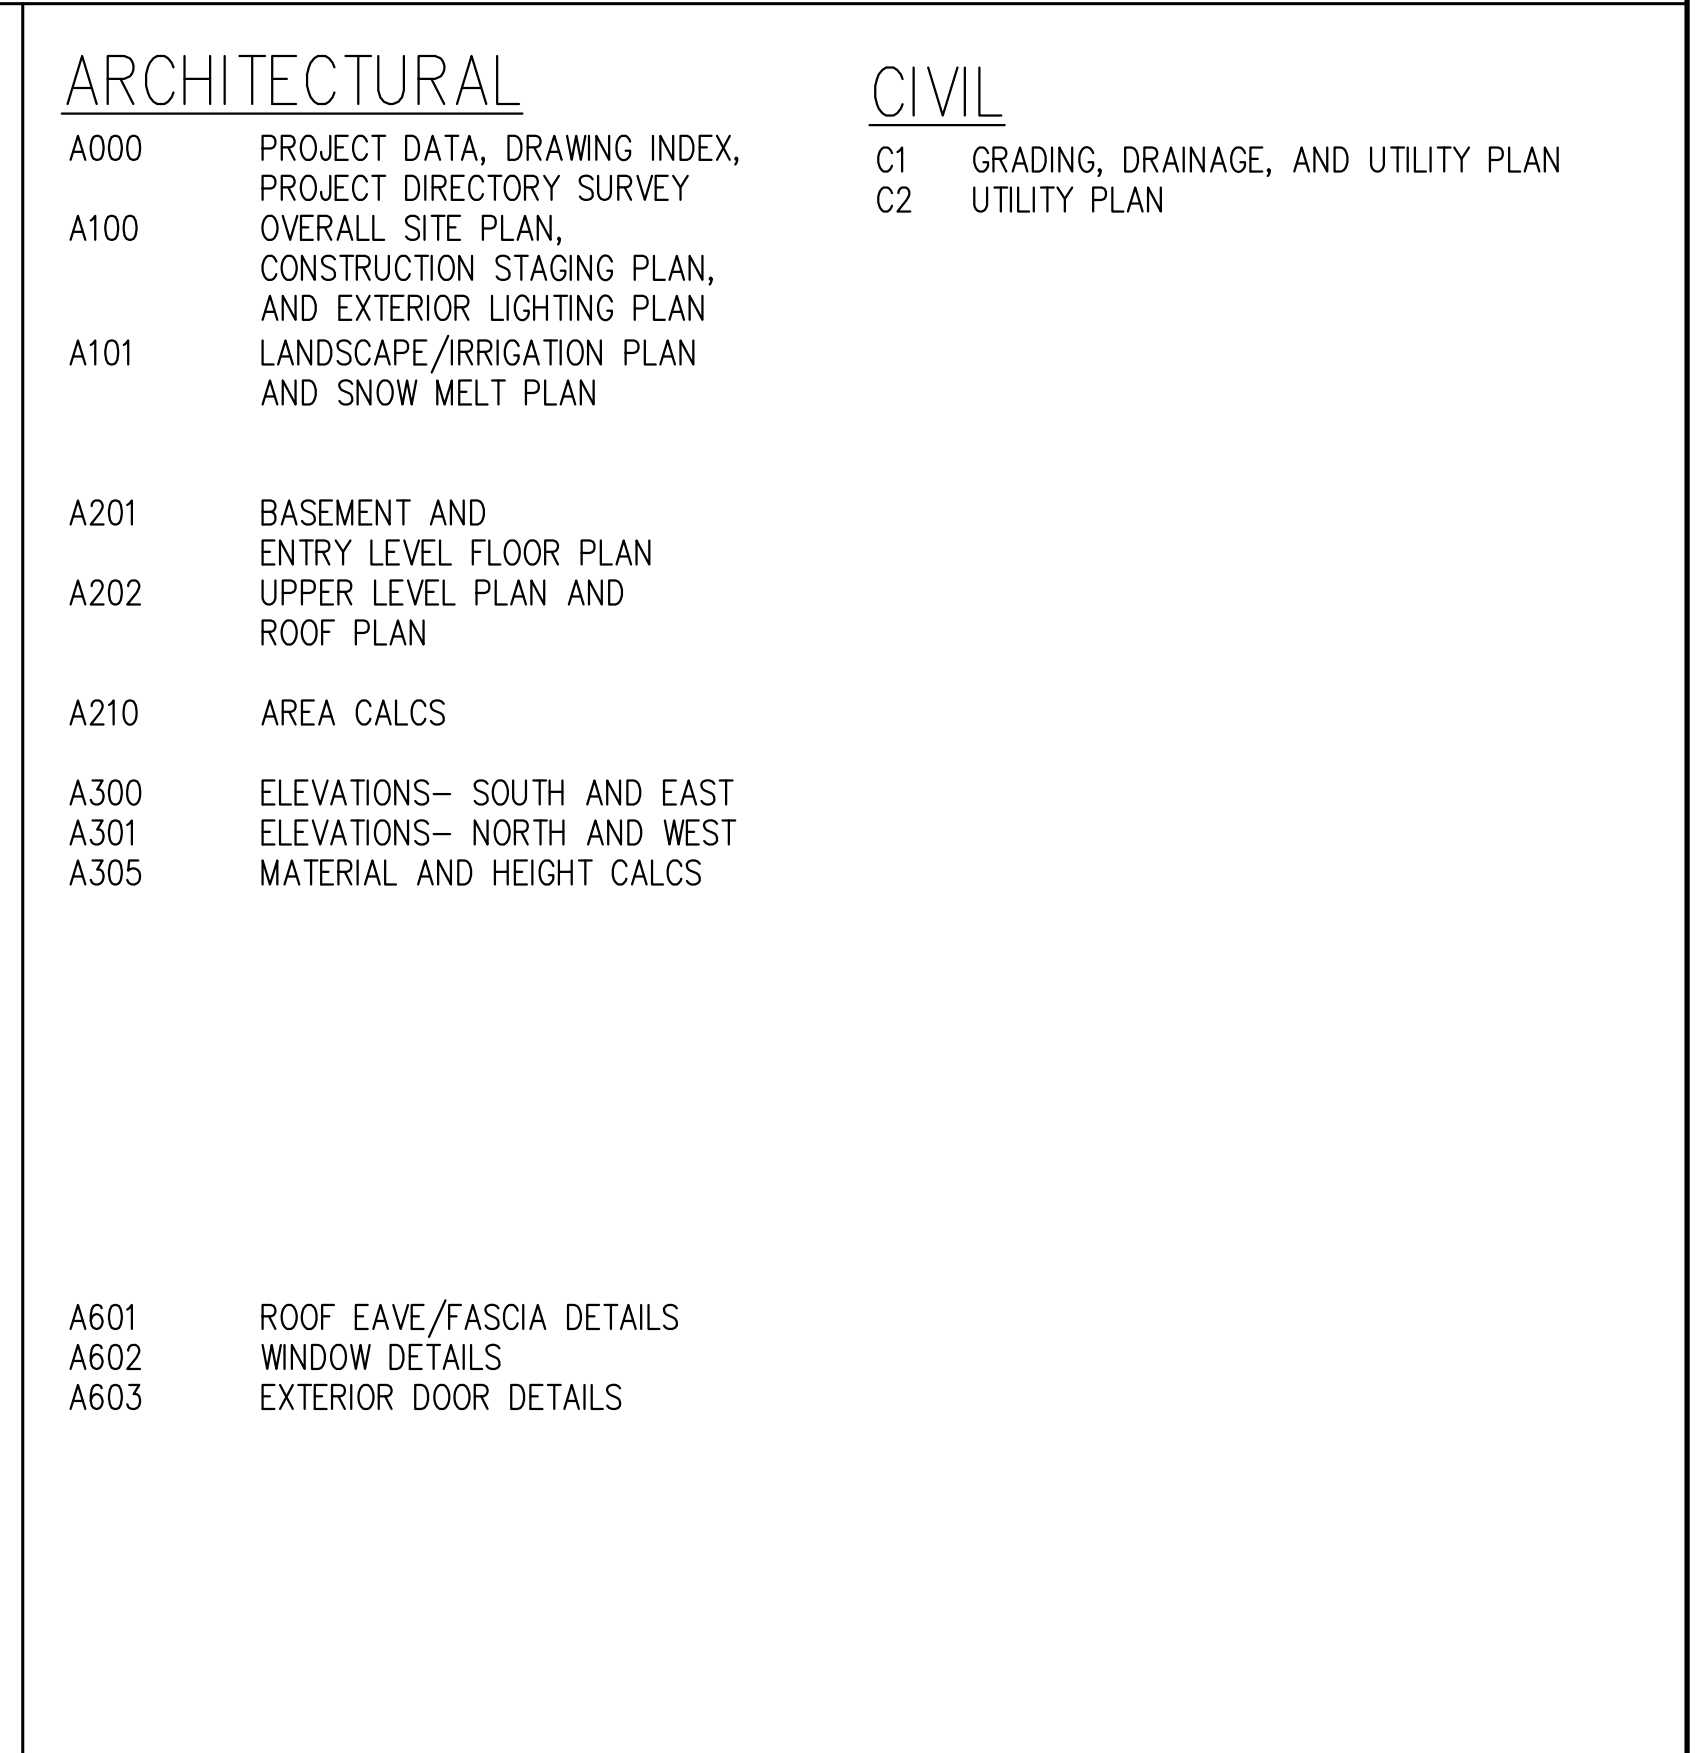 ARCHITECTURAL
A000 PROJECT DATA, DRAWING INDEX,
PROJECT DIRECTORY SURVEY
A100 OVERALL SITE PLAN,
CONSTRUCTION STAGING PLAN,
AND EXTERIOR LIGHTING PLAN
A101 LANDSCAPE/IRRIGATION PLAN
AND SNOW MELT PLAN
A201 BASEMENT AND
ENTRY LEVEL FLOOR PLAN
A202 UPPER LEVEL PLAN AND
ROOF PLAN
A210 AREA CALCS
A300 ELEVATIONS– SOUTH AND EAST
A301 ELEVATIONS– NORTH AND WEST
A305 MATERIAL AND HEIGHT CALCS
A601 ROOF EAVE/FASCIA DETAILS
A602 WINDOW DETAILS
A603 EXTERIOR DOOR DETAILS
CIVIL
C1 GRADING, DRAINAGE, AND UTILITY PLAN
C2 UTILITY PLAN